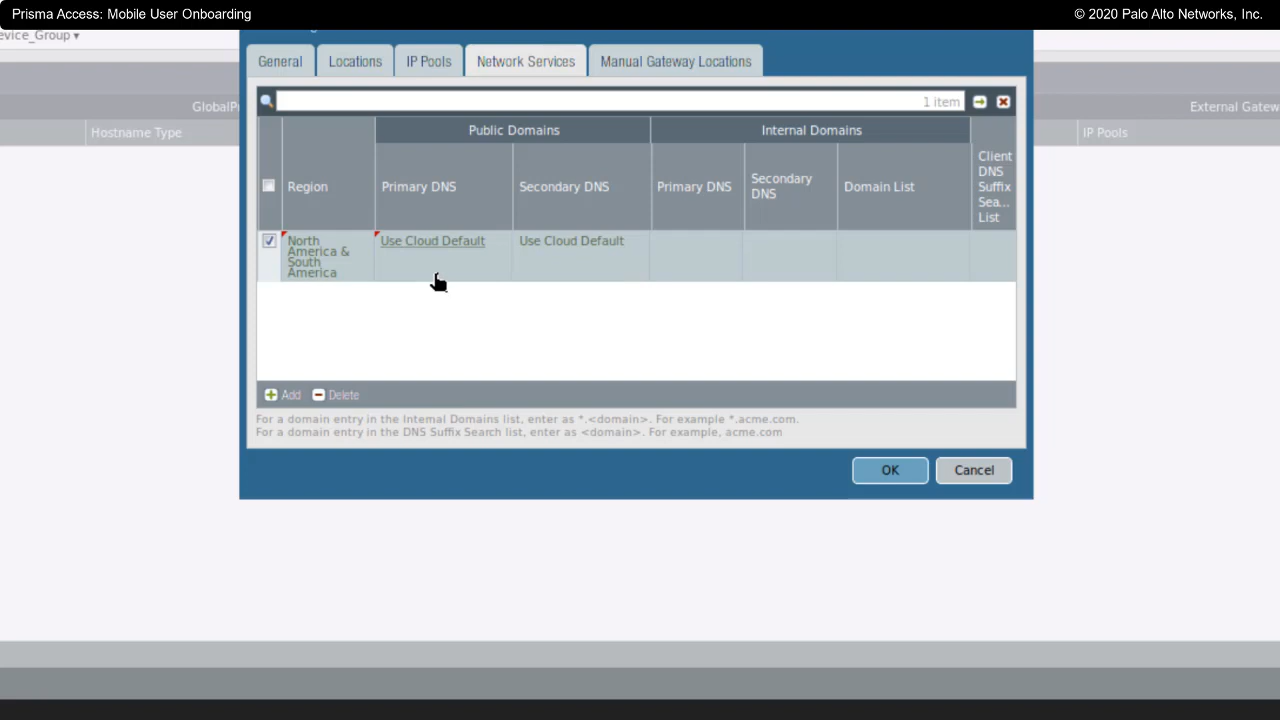 Prisma Access: Mobile User Onboarding
© 2020 Palo Alto Networks, Inc.
evice_Group
General
Locations
IP Pools
Network Services
Manual Gateway Locations
1 item
GlobalPr
External Gatew
Hostname Type
IP Pools
Public Domains
Internal Domains
Region
Primary DNS
Secondary DNS
Primary DNS
Secondary
DNS
Domain List
Client
DNS
Suffix
Sea...
List
North
America &
South
America
Use Cloud Default
Use Cloud Default
Add
Delete
For a domain entry in the Internal Domains list, enter as *.<domain>. For example *.acme.com.
For a domain entry in the DNS Suffix Search list, enter as <domain>. For example, acme.com
OK
Cancel